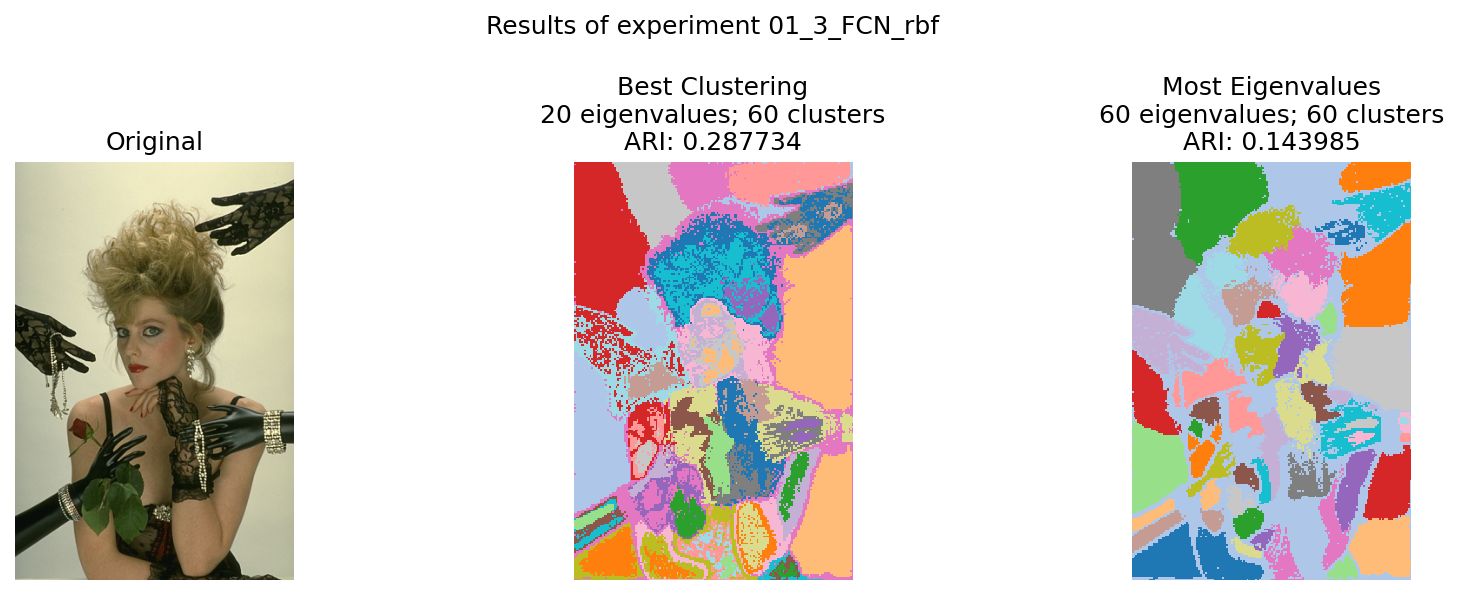 Results of experiment 01_3_FCN_rbf
Original
Best Clustering
20 eigenvalues; 60 clusters
ARI: 0.287734
Most Eigenvalues
60 eigenvalues; 60 clusters
ARI: 0.143985